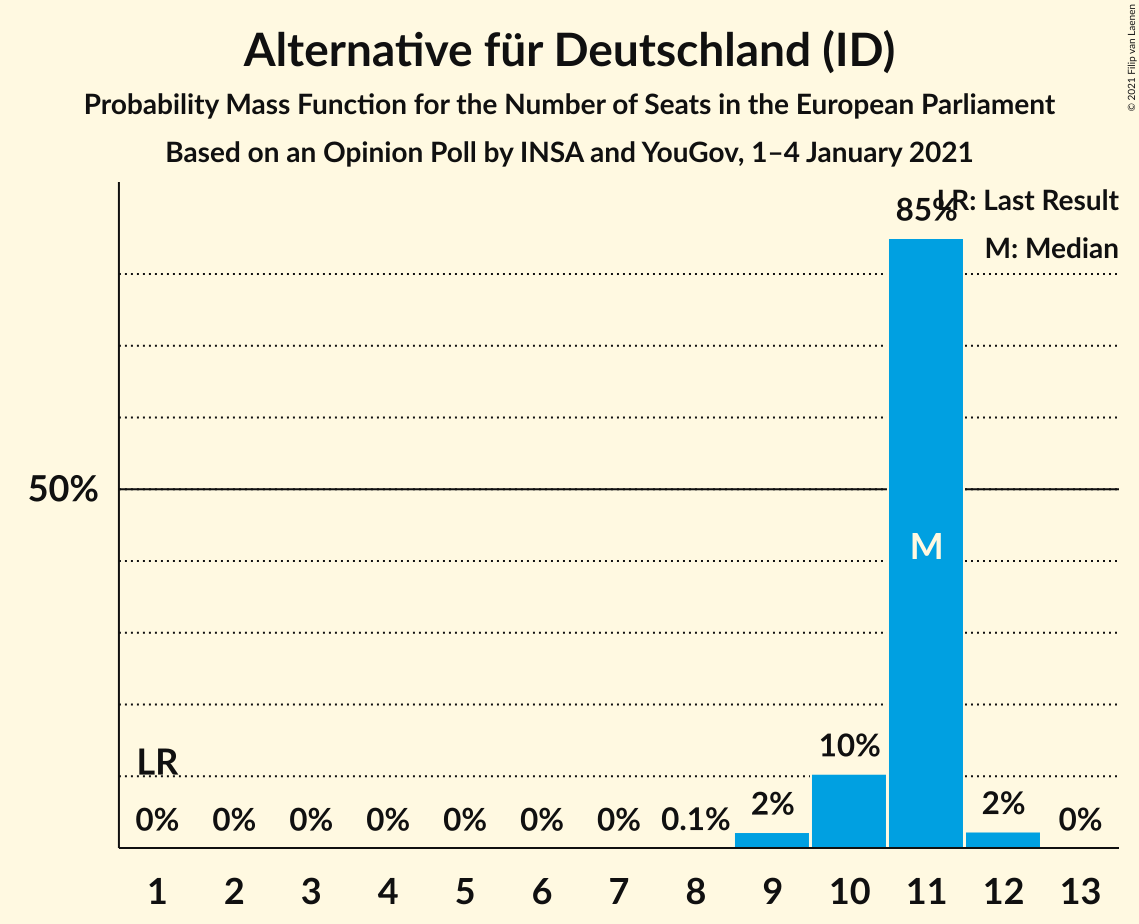 Alternative für Deutschland (ID)
Probability Mass Function for the Number of Seats in the European Parliament
Based on an Opinion Poll by INSA and YouGov, 1–4 January 2021
© 2021 Filip van Laenen
LR: Last Result
M: Median
85%
50%
M
LR
10%
0% 0% 0% 0% 0% 0% 0% 0.1% 2% 2% 0%
1 2 3 4 5 6 7 8 9 10 11 12 13